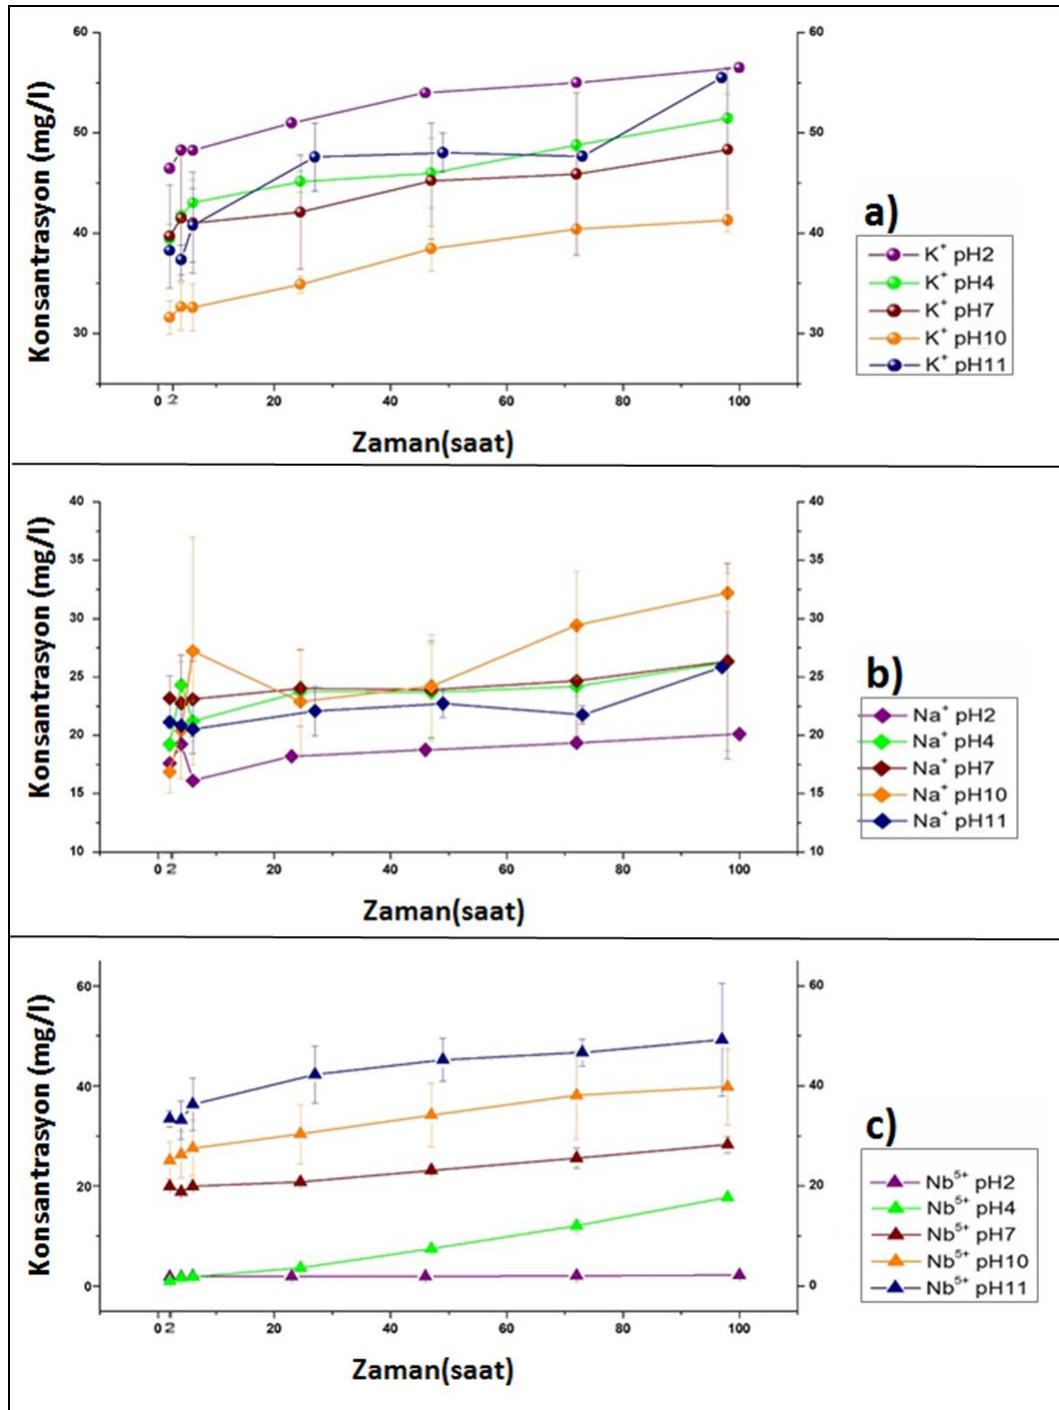 60
60
50
50
40
40
30
30
0 2 20 40 60 80 100
Konsantrasyon (mg/l)
Zaman(saat)
a)
K⁺ pH2
K⁺ pH4
K⁺ pH7
K⁺ pH10
K⁺ pH11
40
40
35
35
30
30
25
25
20
20
15
15
10
10
0 2 20 40 60 80 100
Konsantrasyon (mg/l)
Zaman(saat)
b)
Na⁺ pH2
Na⁺ pH4
Na⁺ pH7
Na⁺ pH10
Na⁺ pH11
60
60
40
40
20
20
0
0
0 2 20 40 60 80 100
Konsantrasyon (mg/l)
Zaman(saat)
c)
Nb⁵⁺ pH2
Nb⁵⁺ pH4
Nb⁵⁺ pH7
Nb⁵⁺ pH10
Nb⁵⁺ pH11